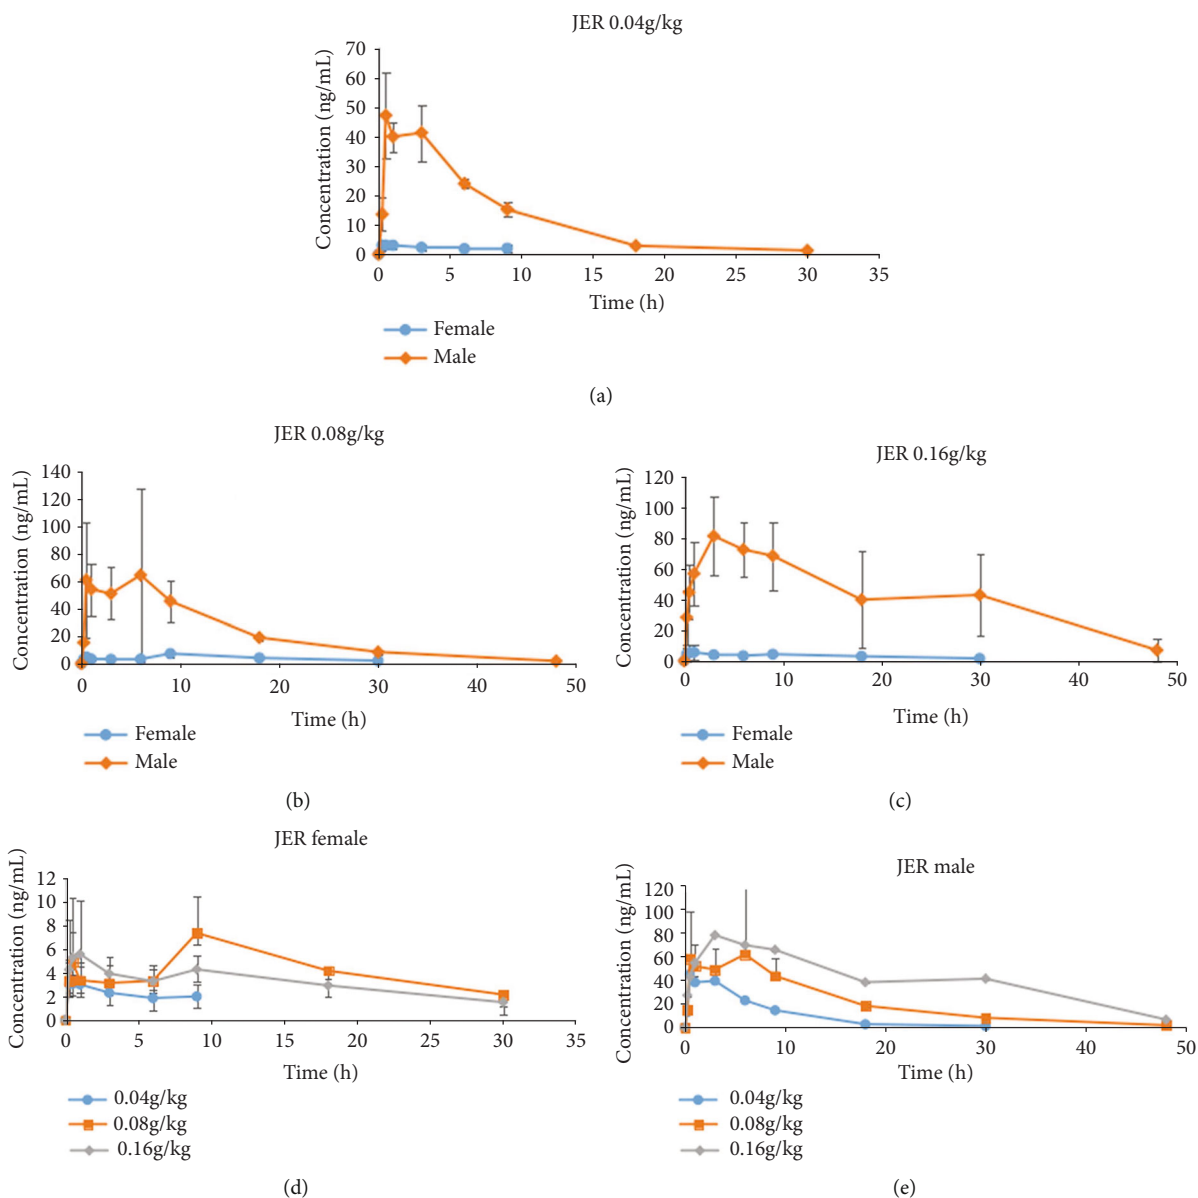 JER 0.04g/kg
Concentration (ng/mL)
70
60
50
40
30
20
10
0
0 5 10 15 20 25 30 35
Time (h)
Female
Male
(a)
JER 0.08g/kg
Concentration (ng/mL)
140
120
100
80
60
40
20
0
0 10 20 30 40 50
Time (h)
Female
Male
(b)
JER 0.16g/kg
Concentration (ng/mL)
120
100
80
60
40
20
0
0 10 20 30 40 50
Time (h)
Female
Male
(c)
JER female
Concentration (ng/mL)
12
10
8
6
4
2
0
0 5 10 15 20 25 30 35
Time (h)
0.04g/kg
0.08g/kg
0.16g/kg
(d)
JER male
Concentration (ng/mL)
120
100
80
60
40
20
0
0 10 20 30 40 50
Time (h)
0.04g/kg
0.08g/kg
0.16g/kg
(e)